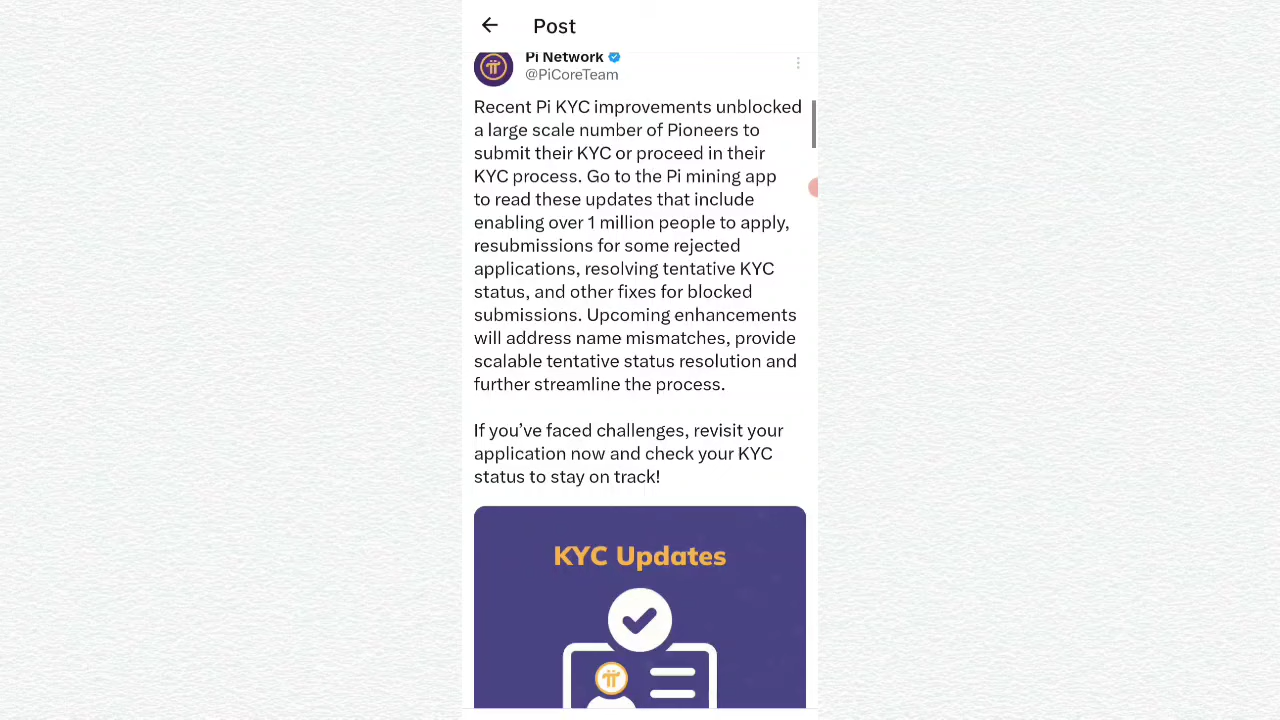 Post
Pi Network
@PiCoreTeam
Recent Pi KYC improvements unblocked
a large scale number of Pioneers to
submit their KYC or proceed in their
KYC process. Go to the Pi mining app
to read these updates that include
enabling over 1 million people to apply,
resubmissions for some rejected
applications, resolving tentative KYC
status, and other fixes for blocked
submissions. Upcoming enhancements
will address name mismatches, provide
scalable tentative status resolution and
further streamline the process.
If you’ve faced challenges, revisit your
application now and check your KYC
status to stay on track!
KYC Updates